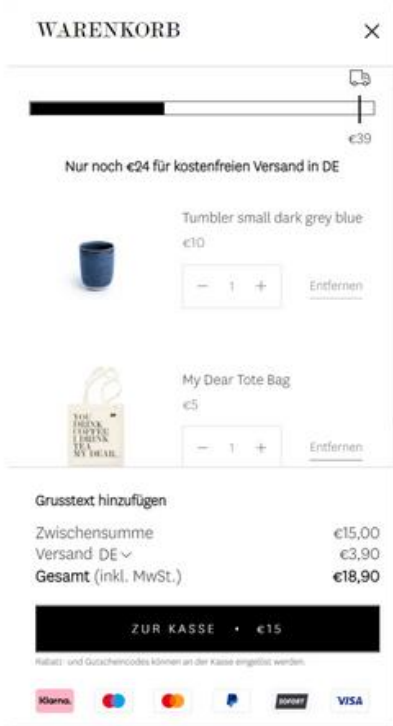 WARENKORB
€39
Nur noch €24 für kostenfreien Versand in DE
Tumbler small dark grey blue
€10
− 1 +
Entfernen
My Dear Tote Bag
€5
YOU
DRINK
COFFEE
I DRINK
TEA
MY DEAR.
− 1 +
Entfernen
Grusstext hinzufügen
Zwischensumme €15,00
Versand DE €3,90
Gesamt (inkl. MwSt.) €18,90
ZUR KASSE • €15
Rabatt- und Gutscheincodes können an der Kasse eingelöst werden.
Klarna. SOFORT VISA